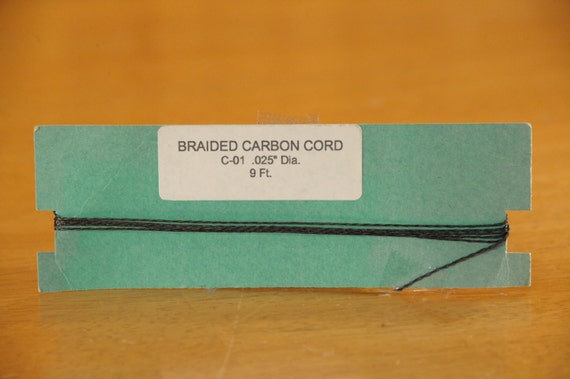 BRAIDED CARBON CORD
C-01 .025" Dia.
9 Ft.